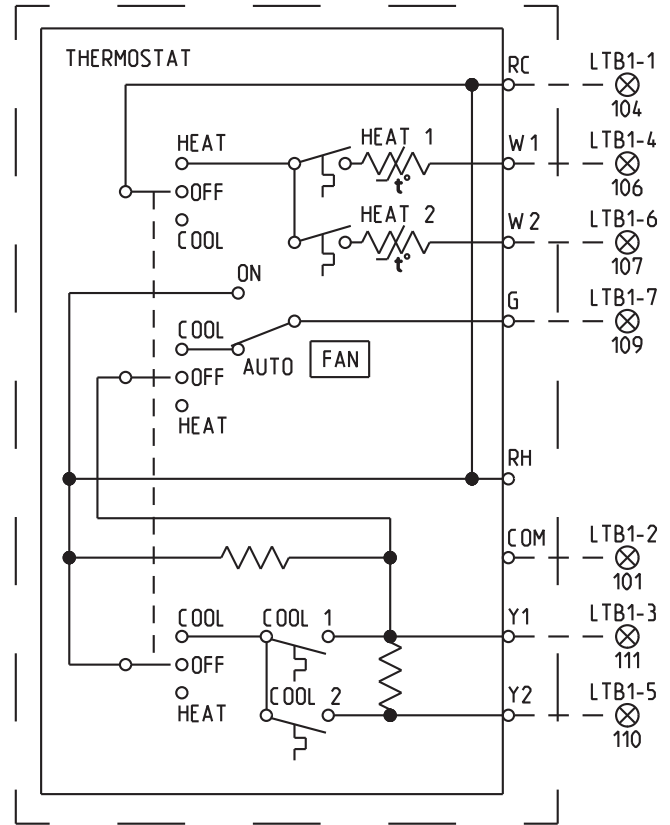 THERMOSTAT
RC
LTB1-1
104
HEAT
HEAT 1
W1
LTB1-4
t°
106
OFF
COOL
HEAT 2
W2
LTB1-6
t°
107
ON
G
LTB1-7
109
COOL
AUTO
FAN
OFF
HEAT
RH
COM
LTB1-2
101
COOL
COOL 1
Y1
LTB1-3
111
OFF
COOL 2
Y2
LTB1-5
HEAT
110